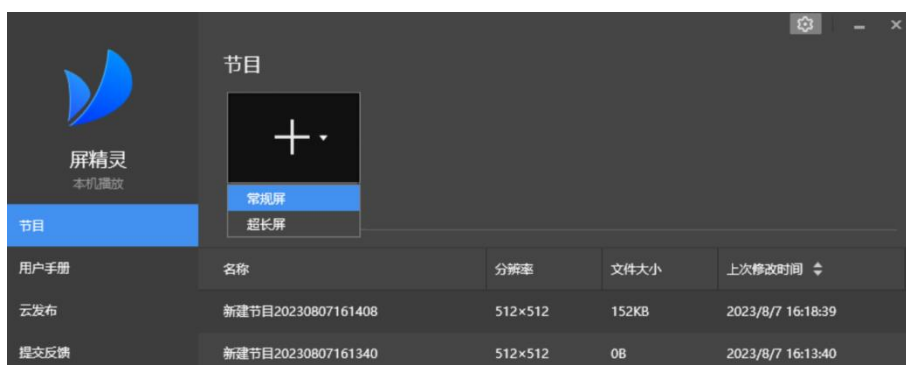 节目
屏精灵
本机播放
常规屏
超长屏
节目
用户手册
云发布
提交反馈
名称 分辨率 文件大小 上次修改时间
新建节目20230807161408 512×512 152KB 2023/8/7 16:18:39
新建节目20230807161340 512×512 0B 2023/8/7 16:13:40